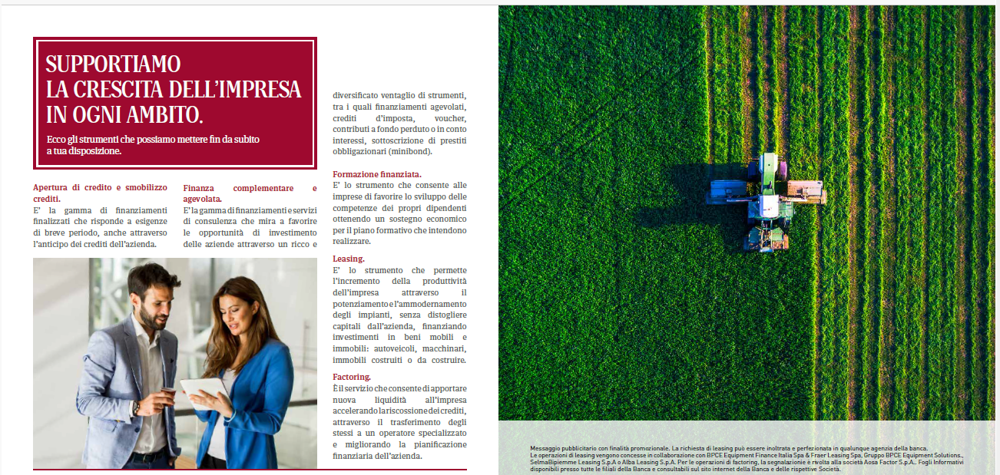 SUPPORTIAMO
LA CRESCITA DELL'IMPRESA
IN OGNI AMBITO.
Ecco gli strumenti che possiamo mettere fin da subito
a tua disposizione.
Apertura di credito e smobilizzo
crediti.
E' la gamma di finanziamenti
finalizzati che risponde a esigenze
di breve periodo, anche attraverso
l'anticipo dei crediti dell'azienda.
Finanza complementare e
agevolata.
E' la gamma di finanziamenti e servizi
di consulenza che mira a favorire
le opportunità di investimento
delle aziende attraverso un ricco e
diversificato ventaglio di strumenti,
tra i quali finanziamenti agevolati,
crediti d'imposta, voucher,
contributi a fondo perduto o in conto
interessi, sottoscrizione di prestiti
obbligazionari (minibond).
Formazione finanziata.
E' lo strumento che consente alle
imprese di favorire lo sviluppo delle
competenze dei propri dipendenti
ottenendo un sostegno economico
per il piano formativo che intendono
realizzare.
Leasing.
E' lo strumento che permette
l'incremento della produttività
dell'impresa attraverso il
potenziamento e l'ammodernamento
degli impianti, senza distogliere
capitali dall'azienda, finanziando
investimenti in beni mobili e
immobili: autoveicoli, macchinari,
immobili costruiti o da costruire.
Factoring.
È il servizio che consente di apportare
nuova liquidità all'impresa
accelerando la riscossione dei crediti,
attraverso il trasferimento degli
stessi a un operatore specializzato
e migliorando la pianificazione
finanziaria dell'azienda.
Messaggio pubblicitario con finalità promozionale. La richiesta di leasing può essere inoltrata e perfezionata in qualunque agenzia della banca.
Le operazioni di leasing vengono concesse in collaborazione con BPCE Equipment Finance Italia Spa & Fraer Leasing Spa, Gruppo BPCE Equipment Solutions.,
SelmaBipiemme Leasing S.p.A o Alba Leasing S.p.A. Per le operazioni di factoring, la segnalazione è rivolta alla società Aosa Factor S.p.A.. Fogli Informativi
disponibili presso tutte le filiali della Banca e consultabili sul sito internet della Banca e delle rispettive Società.